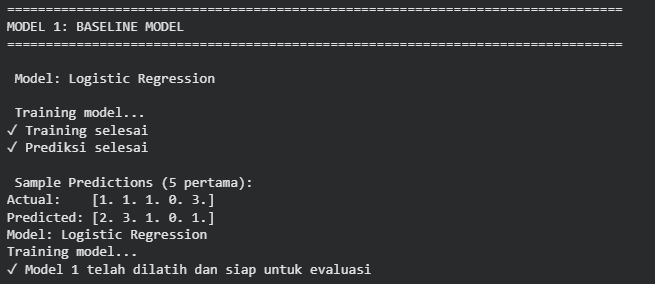 ================================================================================
MODEL 1: BASELINE MODEL
================================================================================
Model: Logistic Regression
Training model...
✓ Training selesai
✓ Prediksi selesai
Sample Predictions (5 pertama):
Actual:    [1. 1. 1. 0. 3.]
Predicted: [2. 3. 1. 0. 1.]
Model: Logistic Regression
Training model...
✓ Model 1 telah dilatih dan siap untuk evaluasi